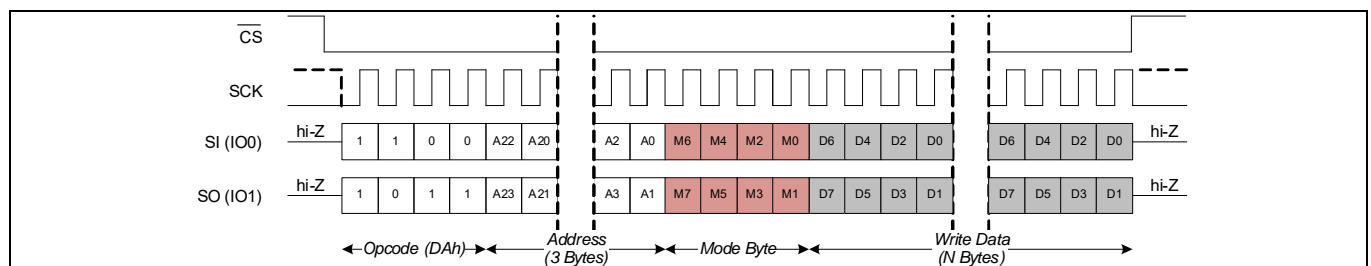 CS
SCK
hi-Z 1 1 0 0 A22 A20 A2 A0 M6 M4 M2 M0 D6 D4 D2 D0 D6 D4 D2 D0 hi-Z
SI (IO0)
hi-Z 1 0 1 1 A23 A21 A3 A1 M7 M5 M3 M1 D7 D5 D3 D1 D7 D5 D3 D1 hi-Z
SO (IO1)
Opcode (DAh) Address Mode Byte Write Data
(3 Bytes) (N Bytes)